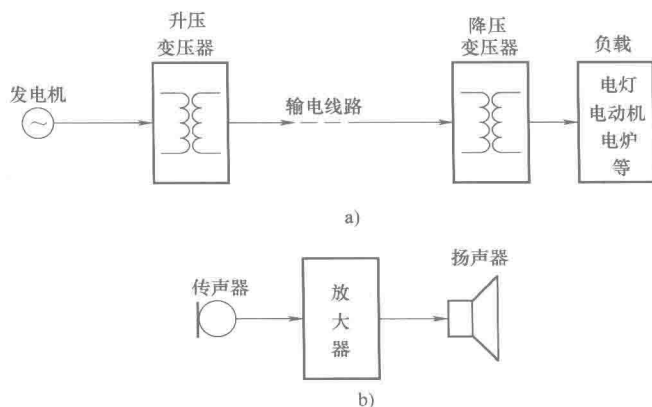 升压
变压器
降压
变压器
负载
发电机
输电线路
电灯
电动机
电炉
等
a)
传声器
放
大
器
扬声器
b)